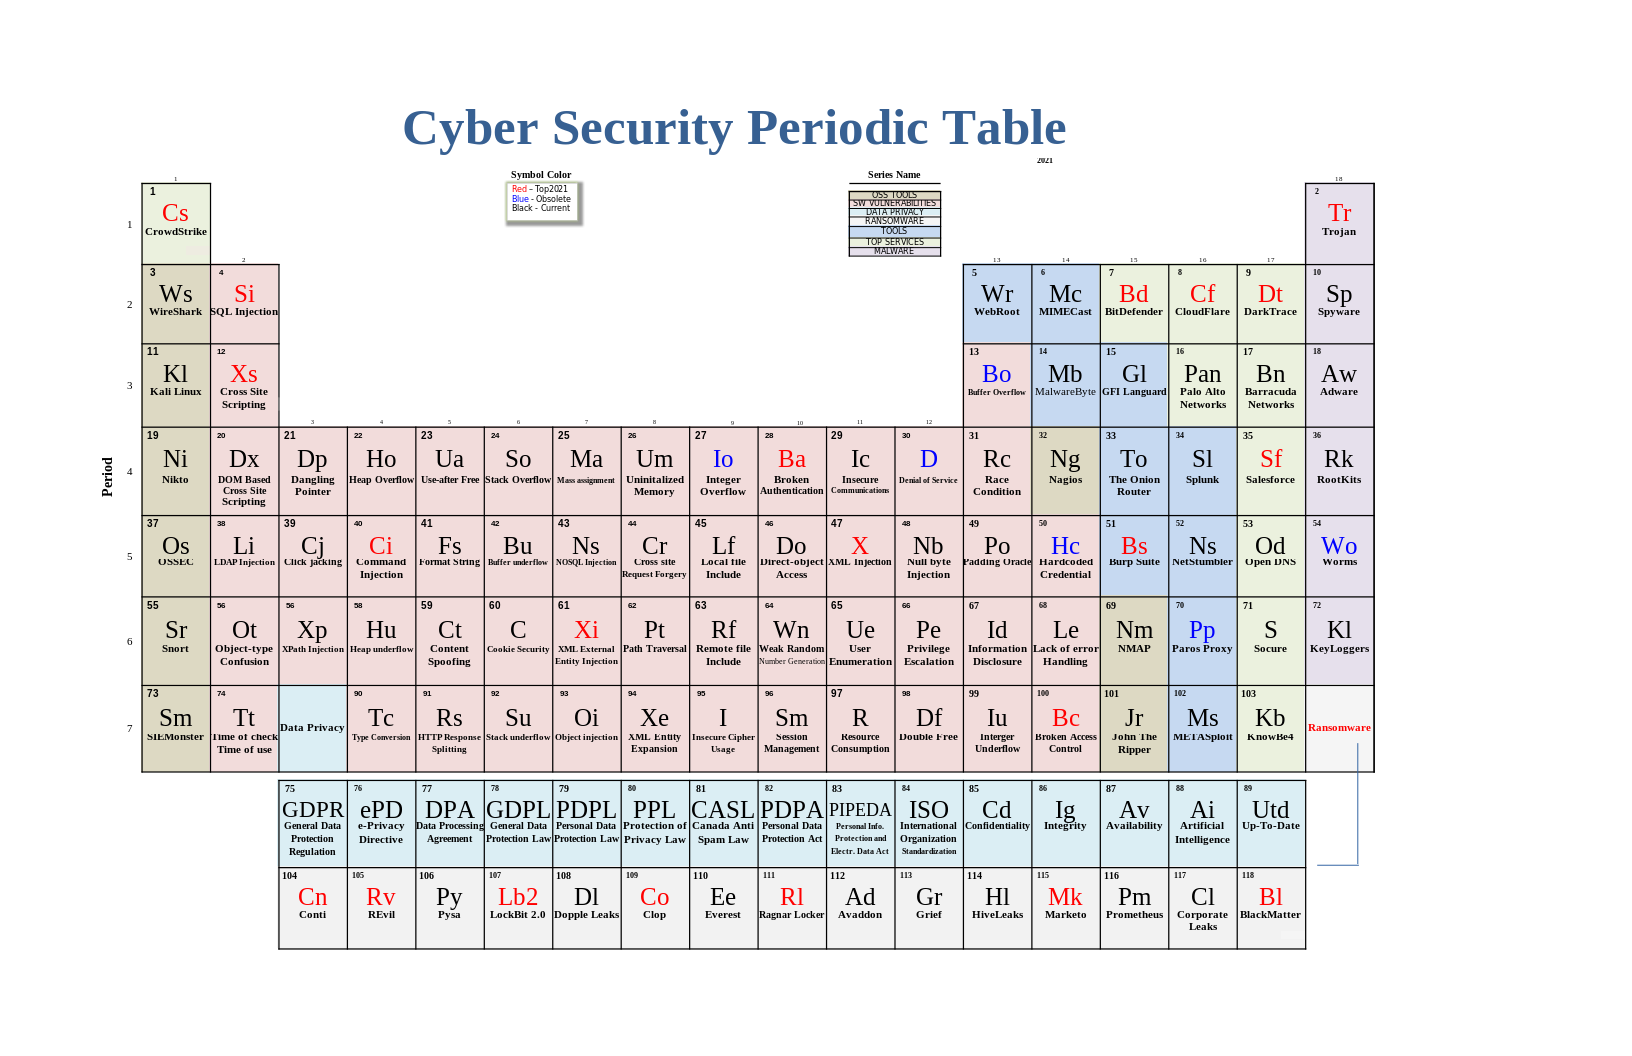 Cyber Security Periodic Table
2021
Symbol Color
Red – Top2021
Blue - Obsolete
Black - Current
Series Name
OSS TOOLS
SW VULNERABILITIES
DATA PRIVACY
RANSOMWARE
TOOLS
TOP SERVICES
MALWARE
Period
1 18
1
1
Cs
CrowdStrike
2
Tr
Trojan
2 13 14 15 16 17
2
3
Ws
WireShark
4
Si
SQL Injection
5
Wr
WebRoot
6
Mc
MIMECast
7
Bd
BitDefender
8
Cf
CloudFlare
9
Dt
DarkTrace
10
Sp
Spyware
3
11
Kl
Kali Linux
12
Xs
Cross Site
Scripting
13
Bo
Buffer Overflow
14
Mb
MalwareByte
15
Gl
GFI Languard
16
Pan
Palo Alto
Networks
17
Bn
Barracuda
Networks
18
Aw
Adware
3 4 5 6 7 8 9 10 11 12
4
19
Ni
Nikto
20
Dx
DOM Based
Cross Site
Scripting
21
Dp
Dangling
Pointer
22
Ho
Heap Overflow
23
Ua
Use-after Free
24
So
Stack Overflow
25
Ma
Mass assignment
26
Um
Uninitalized
Memory
27
Io
Integer
Overflow
28
Ba
Broken
Authentication
29
Ic
Insecure
Communications
30
D
Denial of Service
31
Rc
Race
Condition
32
Ng
Nagios
33
To
The Onion
Router
34
Sl
Splunk
35
Sf
Salesforce
36
Rk
RootKits
5
37
Os
OSSEC
38
Li
LDAP Injection
39
Cj
Click jacking
40
Ci
Command
Injection
41
Fs
Format String
42
Bu
Buffer underflow
43
Ns
NOSQL Injection
44
Cr
Cross site
Request Forgery
45
Lf
Local file
Include
46
Do
Direct-object
Access
47
X
XML Injection
48
Nb
Null byte
Injection
49
Po
Padding Oracle
50
Hc
Hardcoded
Credential
51
Bs
Burp Suite
52
Ns
NetStumbler
53
Od
Open DNS
54
Wo
Worms
6
55
Sr
Snort
56
Ot
Object-type
Confusion
56
Xp
XPath Injection
58
Hu
Heap underflow
59
Ct
Content
Spoofing
60
C
Cookie Security
61
Xi
XML External
Entity Injection
62
Pt
Path Traversal
63
Rf
Remote file
Include
64
Wn
Weak Random
Number Generation
65
Ue
User
Enumeration
66
Pe
Privilege
Escalation
67
Id
Information
Disclosure
68
Le
Lack of error
Handling
69
Nm
NMAP
70
Pp
Paros Proxy
71
S
Socure
72
Kl
KeyLoggers
7
73
Sm
SIEMonster
74
Tt
Time of check
Time of use
Data Privacy
90
Tc
Type Conversion
91
Rs
HTTP Response
Splitting
92
Su
Stack underflow
93
Oi
Object injection
94
Xe
XML Entity
Expansion
95
I
Insecure Cipher
Usage
96
Sm
Session
Management
97
R
Resource
Consumption
98
Df
Double Free
99
Iu
Interger
Underflow
100
Bc
Broken Access
Control
101
Jr
John The
Ripper
102
Ms
METASploit
103
Kb
KnowBe4
Ransomware
75
GDPR
General Data
Protection
Regulation
76
ePD
e-Privacy
Directive
77
DPA
Data Processing
Agreement
78
GDPL
General Data
Protection Law
79
PDPL
Personal Data
Protection Law
80
PPL
Protection of
Privacy Law
81
CASL
Canada Anti
Spam Law
82
PDPA
Personal Data
Protection Act
83
PIPEDA
Personal Info.
Protection and
Electr. Data Act
84
ISO
International
Organization
Standardization
85
Cd
Confidentiality
86
Ig
Integrity
87
Av
Availability
88
Ai
Artificial
Intelligence
89
Utd
Up-To-Date
104
Cn
Conti
105
Rv
REvil
106
Py
Pysa
107
Lb2
LockBit 2.0
108
Dl
Dopple Leaks
109
Co
Clop
110
Ee
Everest
111
Rl
Ragnar Locker
112
Ad
Avaddon
113
Gr
Grief
114
Hl
HiveLeaks
115
Mk
Marketo
116
Pm
Prometheus
117
Cl
Corporate
Leaks
118
Bl
BlackMatter